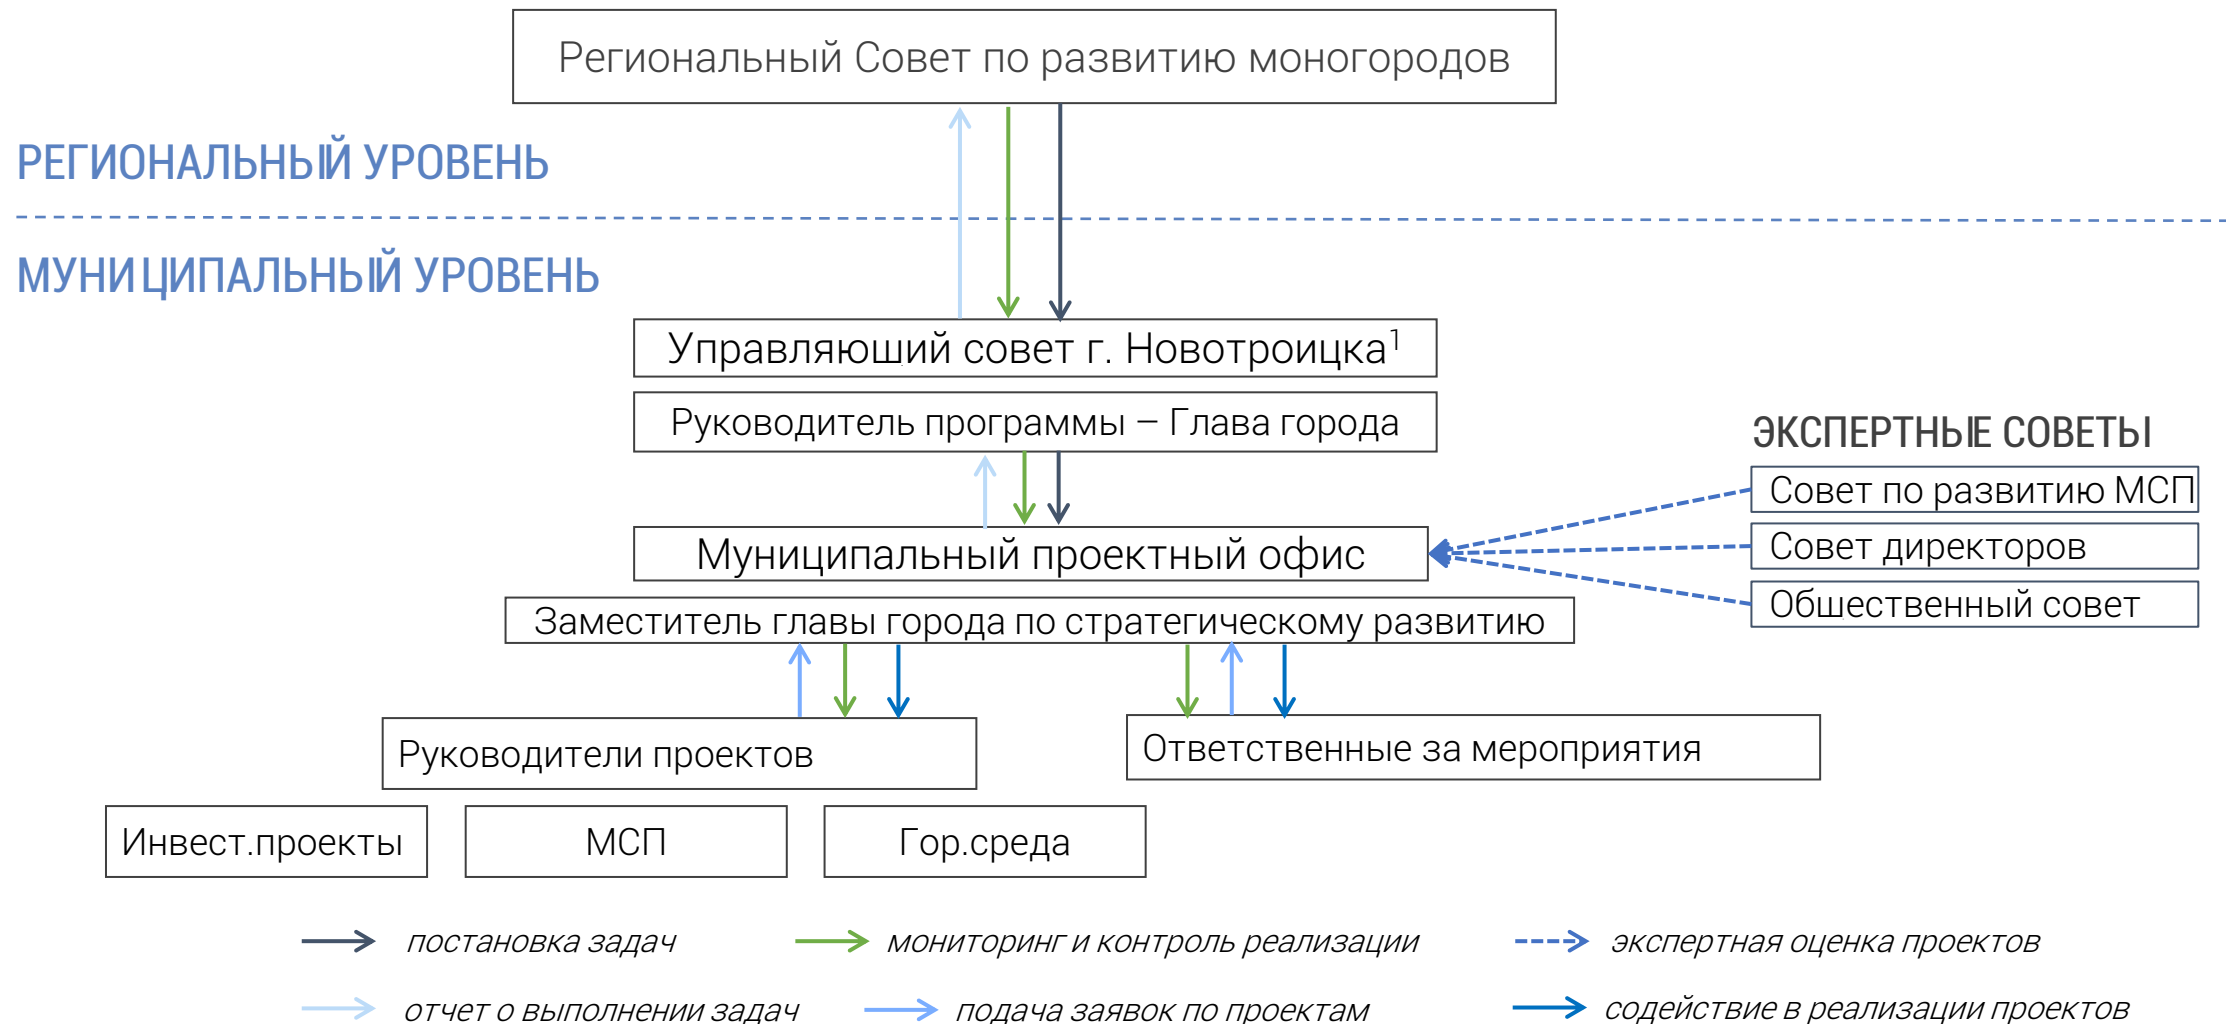 Региональный Совет по развитию моногородов
РЕГИОНАЛЬНЫЙ УРОВЕНЬ
МУНИЦИПАЛЬНЫЙ УРОВЕНЬ
Управляющий совет г. Новотроицка¹
Руководитель программы – Глава города
ЭКСПЕРТНЫЕ СОВЕТЫ
Совет по развитию МСП
Совет директоров
Общественный совет
Муниципальный проектный офис
Заместитель главы города по стратегическому развитию
Руководители проектов
Ответственные за мероприятия
Инвест.проекты
МСП
Гор.среда
постановка задач
мониторинг и контроль реализации
экспертная оценка проектов
отчет о выполнении задач
подача заявок по проектам
содействие в реализации проектов